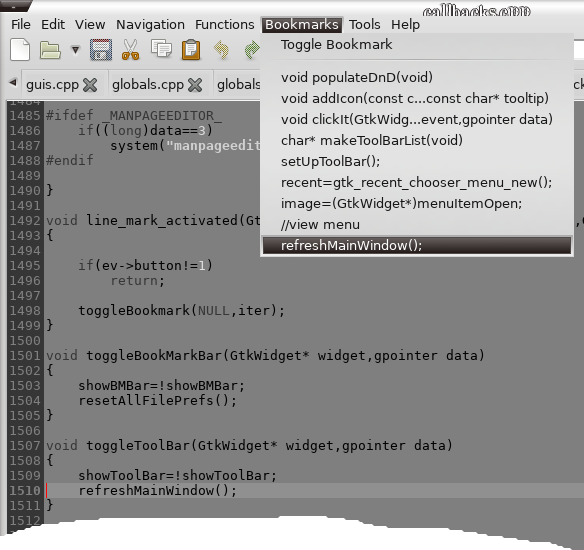 callbacks.cpp
File Edit View Navigation Functions Bookmarks Tools Help
Toggle Bookmark
void populateDnD(void)
void addIcon(const c...const char* tooltip)
void clickIt(GtkWidg...event,gpointer data)
char* makeToolBarList(void)
setUpToolBar();
recent=gtk_recent_chooser_menu_new();
image=(GtkWidget*)menuItemOpen;
//view menu
refreshMainWindow();
guis.cpp globals.cpp globals
1484
1485 #ifdef _MANPAGEEDITOR_
1486 if((long)data==3)
1487 system("manpageedit
1488 #endif
1489
1490 }
1491
1492 void line_mark_activated(Gt
1493 {
1494
1495 if(ev->button!=1)
1496 return;
1497
1498 toggleBookmark(NULL,iter);
1499 }
1500
1501 void toggleBookMarkBar(GtkWidget* widget,gpointer data)
1502 {
1503 showBMBar=!showBMBar;
1504 resetAllFilePrefs();
1505 }
1506
1507 void toggleToolBar(GtkWidget* widget,gpointer data)
1508 {
1509 showToolBar=!showToolBar;
1510 refreshMainWindow();
1511 }
1512